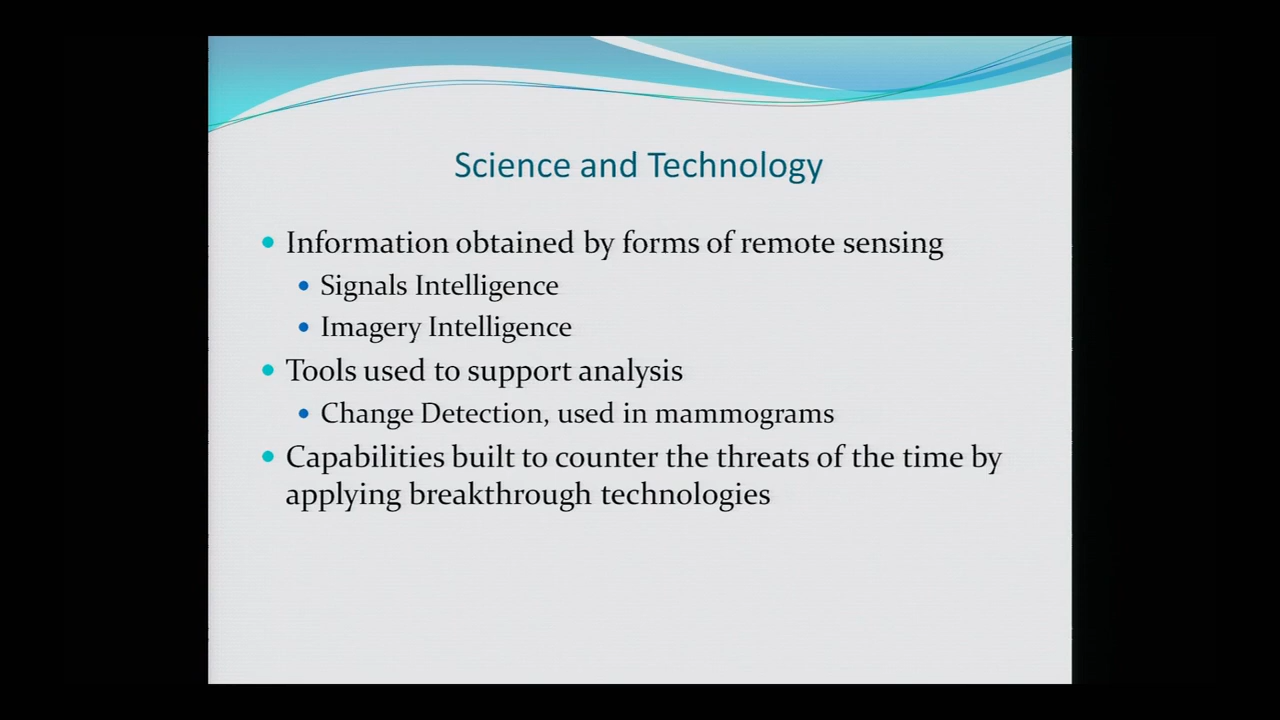 Science and Technology
Information obtained by forms of remote sensing
Signals Intelligence
Imagery Intelligence
Tools used to support analysis
Change Detection, used in mammograms
Capabilities built to counter the threats of the time by
applying breakthrough technologies